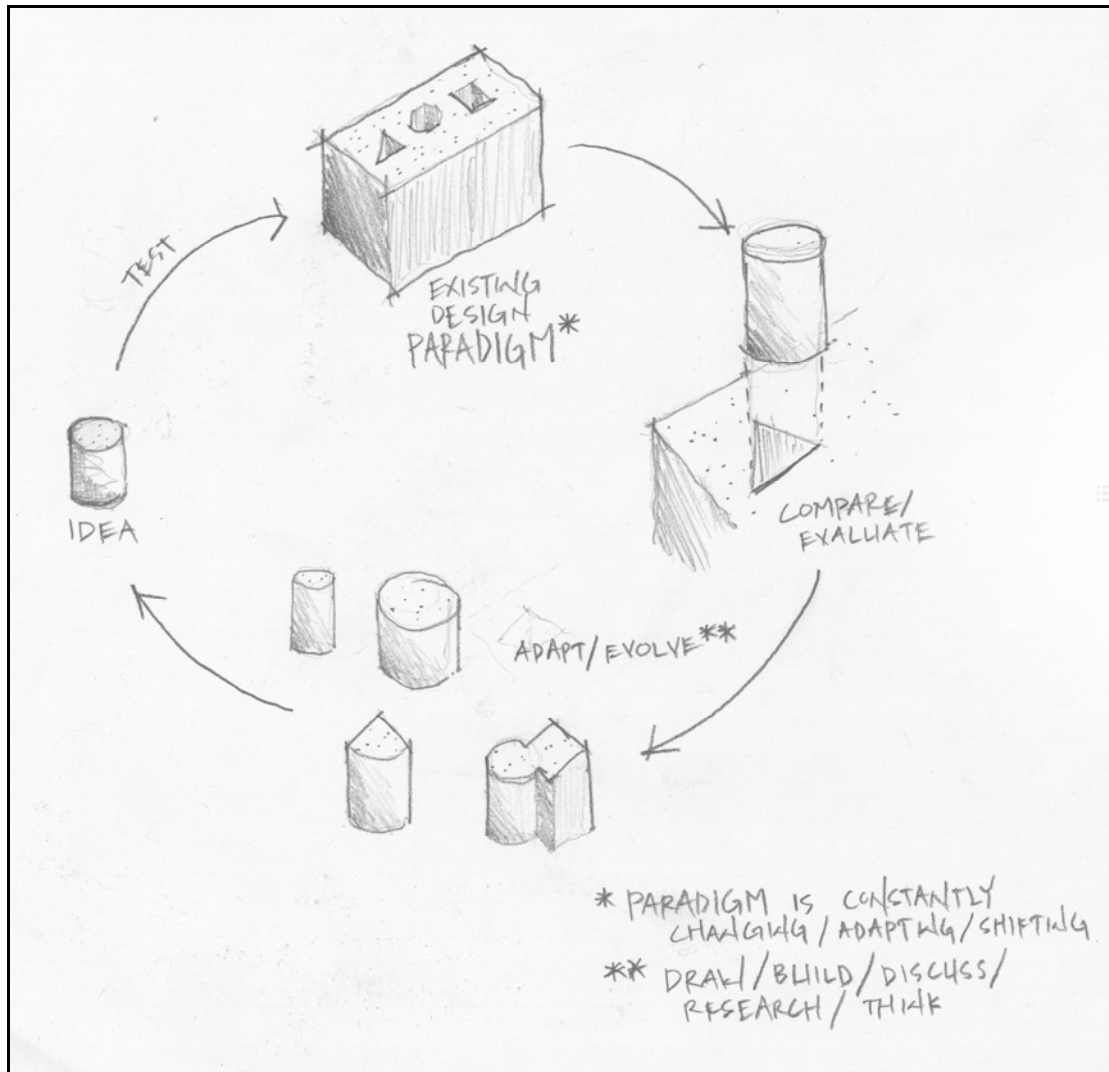 TEST
EXISTING
DESIGN
PARADIGM*
IDEA
COMPARE/
EVALUATE
ADAPT/EVOLVE**
* PARADIGM IS CONSTANTLY
CHANGING/ADAPTING/SHIFTING
** DRAW/BUILD/DISCUSS/
RESEARCH/THINK